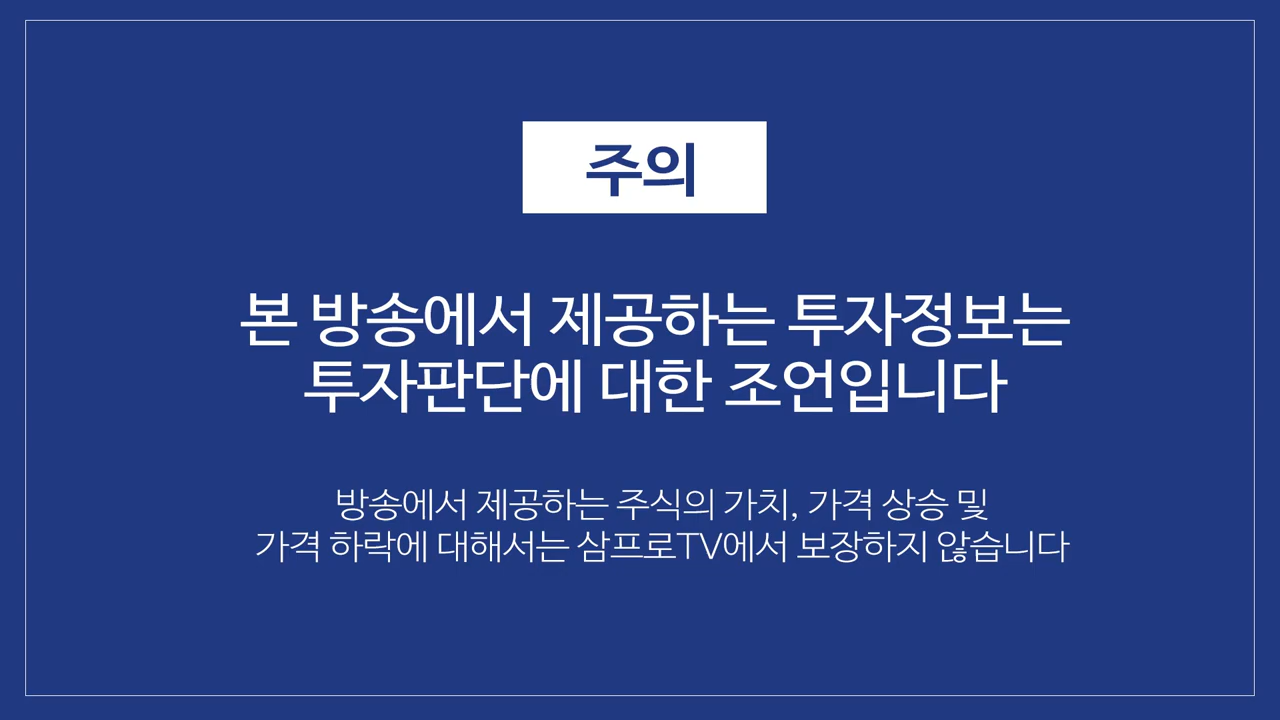 주의
본 방송에서 제공하는 투자정보는
투자판단에 대한 조언입니다
방송에서 제공하는 주식의 가치, 가격 상승 및
가격 하락에 대해서는 삼프로TV에서 보장하지 않습니다